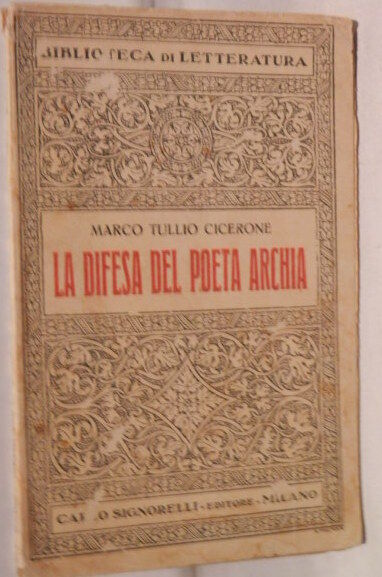 BIBLIOTECA DI LETTERATURA
MARCO TULLIO CICERONE
LA DIFESA DEL POETA ARCHIA
CARLO SIGNORELLI - EDITORE - MILANO